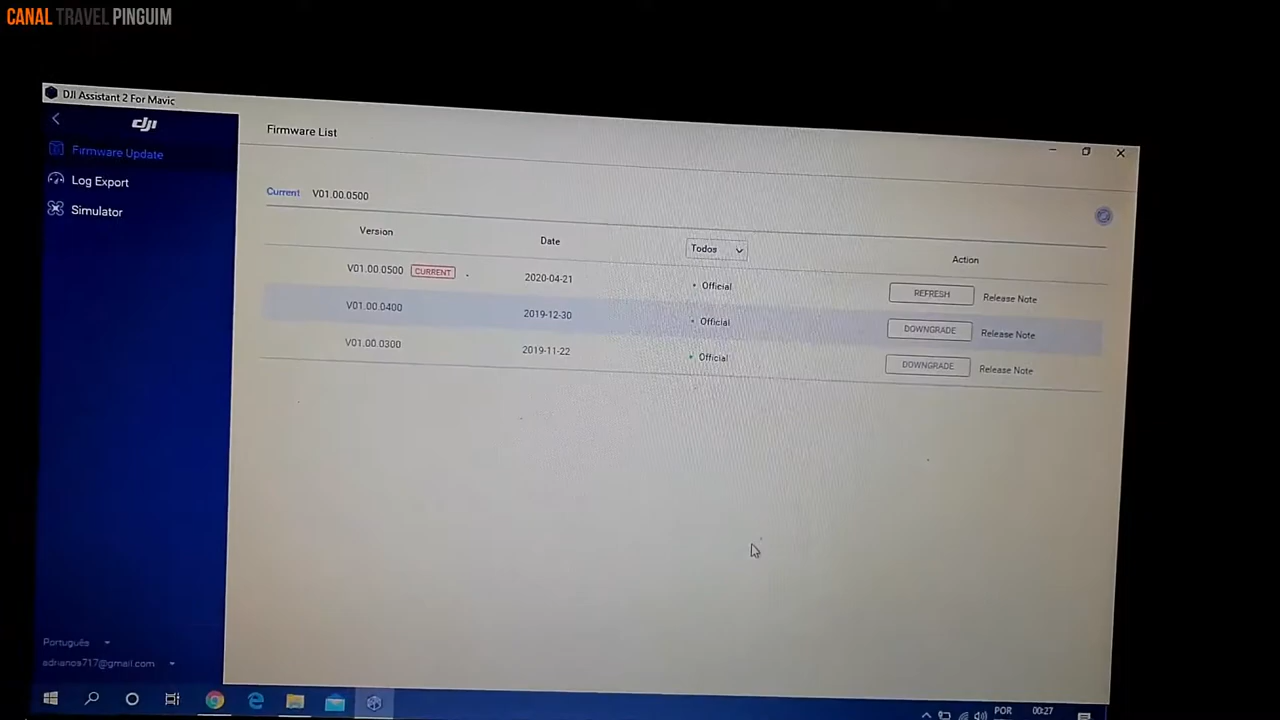 CANAL TRAVEL PINGUIM
DJI Assistant 2 For Mavic
dji
Firmware List
Firmware Update
Log Export
Simulator
Current V01.00.0500
Version Date Todos Action
V01.00.0500 CURRENT 2020-04-21 Official REFRESH Release Note
V01.00.0400 2019-12-30 Official DOWNGRADE Release Note
V01.00.0300 2019-11-22 Official DOWNGRADE Release Note
Português
adrianos717@gmail.com
POR 00:27